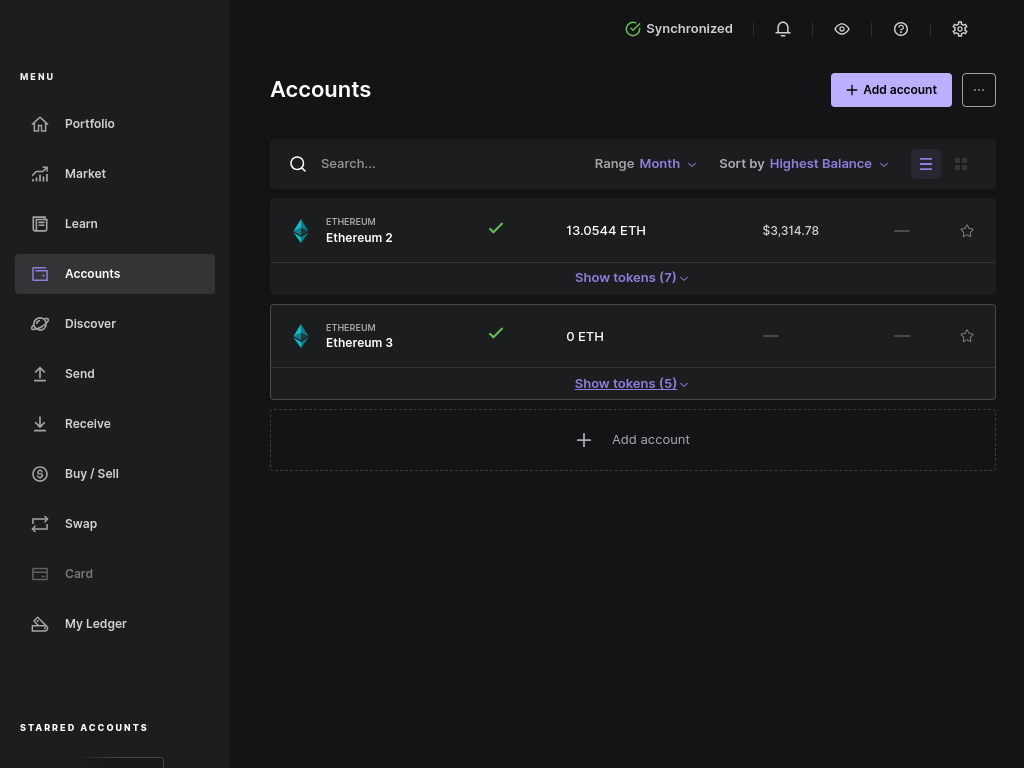 Synchronized
MENU
Accounts
Add account
Portfolio
Market
Learn
Accounts
Discover
Send
Receive
Buy / Sell
Swap
Card
My Ledger
STARRED ACCOUNTS
Search...
Range Month
Sort by Highest Balance
ETHEREUM
Ethereum 2
13.0544 ETH
$3,314.78
—
Show tokens (7)
ETHEREUM
Ethereum 3
0 ETH
—
—
Show tokens (5)
Add account